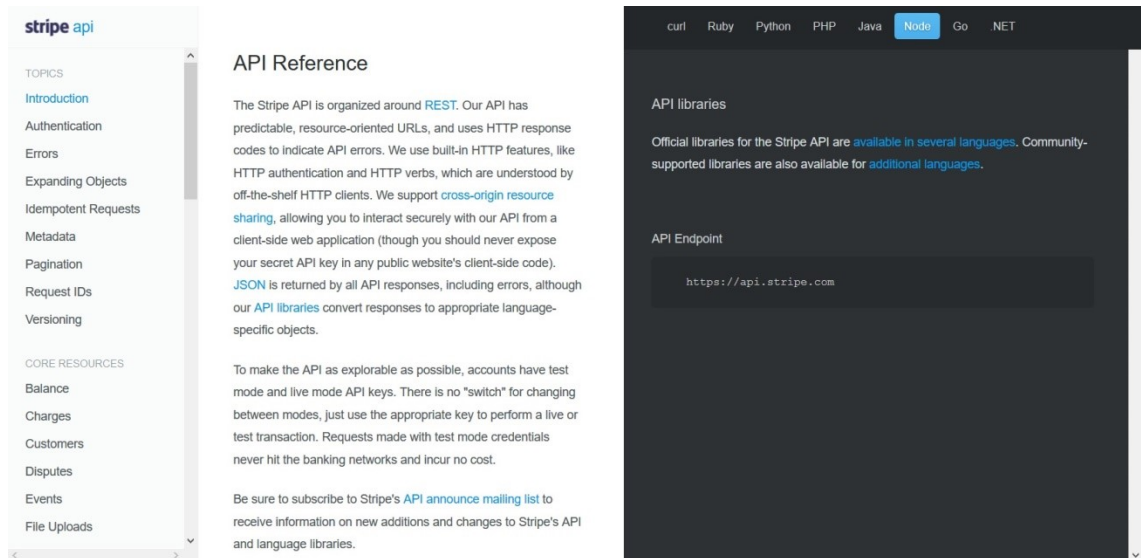 stripe api
TOPICS
Introduction
Authentication
Errors
Expanding Objects
Idempotent Requests
Metadata
Pagination
Request IDs
Versioning
CORE RESOURCES
Balance
Charges
Customers
Disputes
Events
File Uploads
API Reference
The Stripe API is organized around REST. Our API has
predictable, resource-oriented URLs, and uses HTTP response
codes to indicate API errors. We use built-in HTTP features, like
HTTP authentication and HTTP verbs, which are understood by
off-the-shelf HTTP clients. We support cross-origin resource
sharing, allowing you to interact securely with our API from a
client-side web application (though you should never expose
your secret API key in any public website's client-side code).
JSON is returned by all API responses, including errors, although
our API libraries convert responses to appropriate language-
specific objects.
To make the API as explorable as possible, accounts have test
mode and live mode API keys. There is no "switch" for changing
between modes, just use the appropriate key to perform a live or
test transaction. Requests made with test mode credentials
never hit the banking networks and incur no cost.
Be sure to subscribe to Stripe's API announce mailing list to
receive information on new additions and changes to Stripe's API
and language libraries.
curl Ruby Python PHP Java Node Go .NET
API libraries
Official libraries for the Stripe API are available in several languages. Community-
supported libraries are also available for additional languages.
API Endpoint
https://api.stripe.com